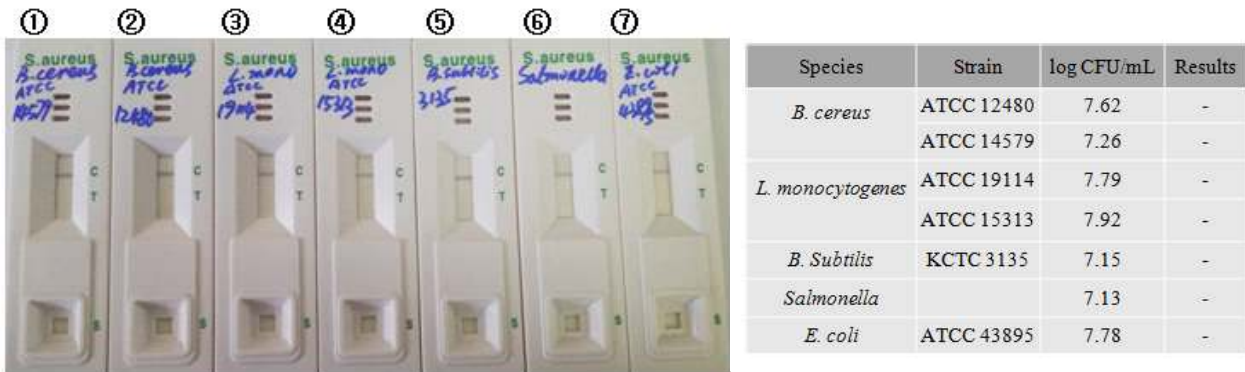 ① ② ③ ④ ⑤ ⑥ ⑦
S.aureus
B.cereus
ATCC
14579
C
T
S.aureus
B.cereus
ATCC
12480
C
T
S.aureus
L.mono
ATCC
19114
C
T
S.aureus
L.mono
ATCC
15313
C
T
S.aureus
B.subtilis
3135
C
T
S.aureus
Salmonella
C
T
S.aureus
E.coli
ATCC
C
T
S
Species Strain log CFU/mL Results
B. cereus ATCC 12480 7.62 -
ATCC 14579 7.26 -
L. monocytogenes ATCC 19114 7.79 -
ATCC 15313 7.92 -
B. Subtilis KCTC 3135 7.15 -
Salmonella 7.13 -
E. coli ATCC 43895 7.78 -